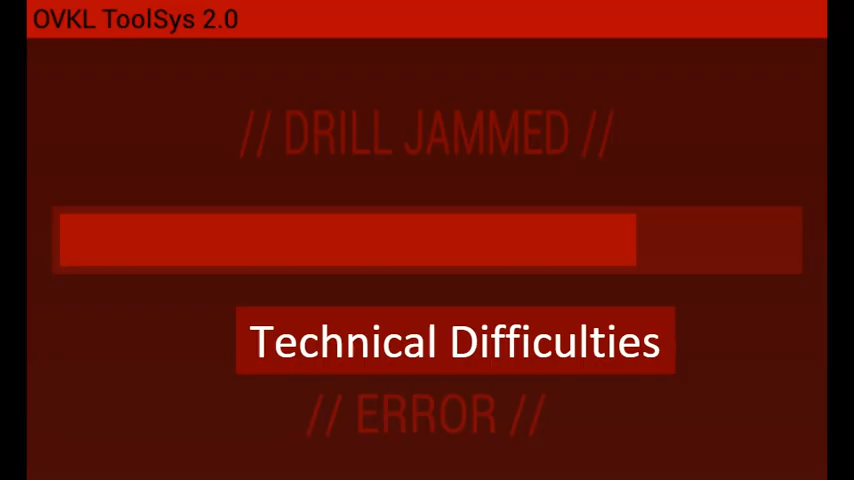 OVKL ToolSys 2.0
// DRILL JAMMED //
Technical Difficulties
// ERROR //